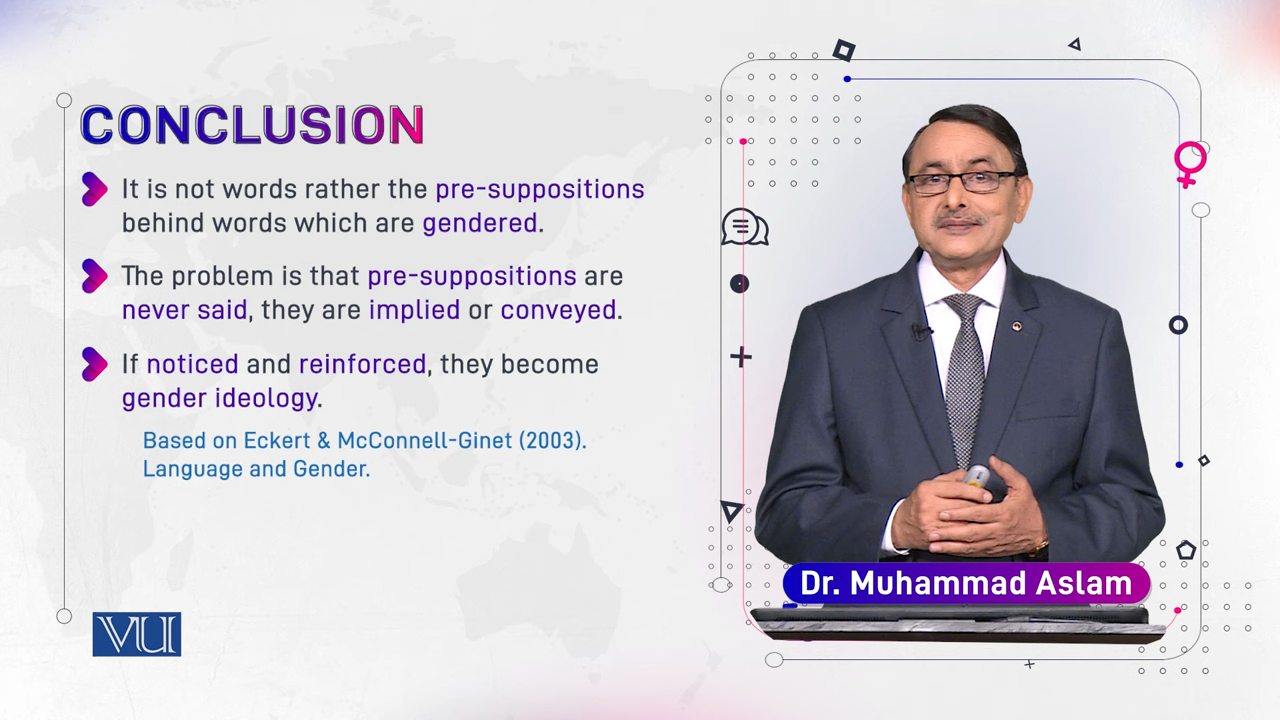 CONCLUSION
It is not words rather the pre-suppositions
behind words which are gendered.
The problem is that pre-suppositions are
never said, they are implied or conveyed.
If noticed and reinforced, they become
gender ideology.
Based on Eckert & McConnell-Ginet (2003).
Language and Gender.
VU
Dr. Muhammad Aslam